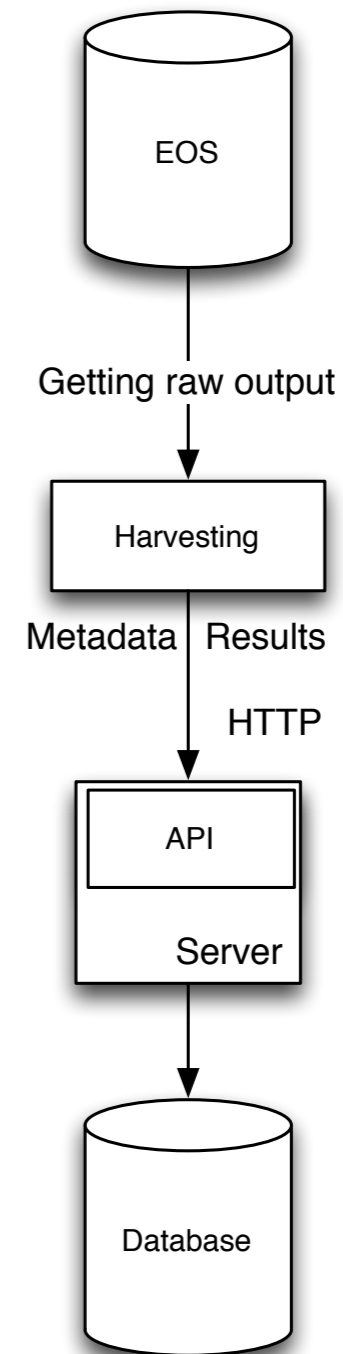 EOS
Getting raw output
Harvesting
Metadata Results
HTTP
API
Server
Database